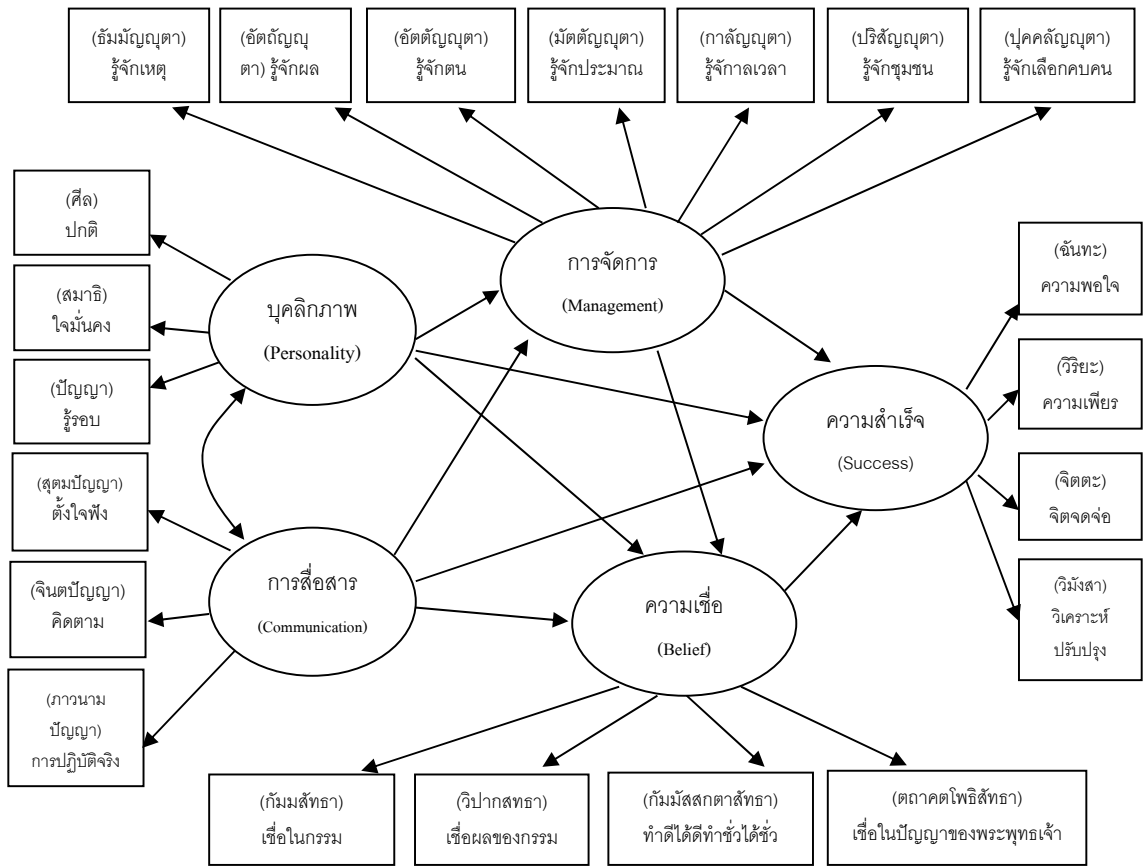 (ธัมมัญญุตา)
รู้จักเหตุ
(อัตถัญญุ
ตา) รู้จักผล
(อัตตัญญุตา)
รู้จักตน
(มัตตัญญุตา)
รู้จักประมาณ
(กาลัญญุตา)
รู้จักาลเวลา
(ปริสัญญุตา)
รู้จักชุมชน
(ปุคคลัญญุตา)
รู้จักเลือกคบคน
(ศีล)
ปกติ
(สมาธิ)
ใจมั่นคง
(ปัญญา)
รู้รอบ
(สุตมปัญญา)
ตั้งใจฟัง
(จินตปัญญา)
คิดตาม
(ภาวนาม
ปัญญา)
การปฏิบัติจริง
บุคลิกภาพ
(Personality)
การจัดการ
(Management)
การสื่อสาร
(Communication)
ความเชื่อ
(Belief)
ความสำเร็จ
(Success)
(ฉันทะ)
ความพอใจ
(วิริยะ)
ความเพียร
(จิตตะ)
จิตจดจ่อ
(วิมังสา)
วิเคราะห์
ปรับปรุง
(กัมมสัทธา)
เชื่อในกรรม
(วิปากสทธา)
เชื่อผลของกรรม
(กัมมัสสกตาสัทธา)
ทำดีได้ดีทำชั่วได้ชั่ว
(ตถาคตโพธิสัทธา)
เชื่อในปัญญาของพระพุทธเจ้า